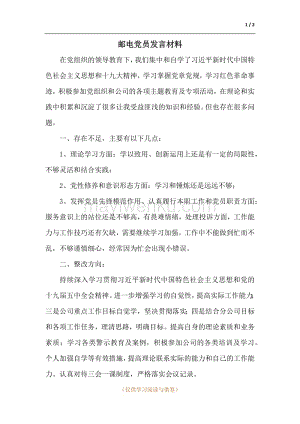 1 / 2
邮电党员发言材料
在党组织的领导教育下，我们集中和自学了习近平新时代中国特
色社会主义思想和十九大精神，学习掌握党章党规，学习红色革命事
迹，积极参加党组织和公司的各项主题教育及专项活动，在理论和实
践中积累和沉淀了很多让我受益匪浅的知识和经验，但也存在很多问
题。
一、存在不足，主要有以下几点：
1、理论学习方面：学以致用、创新运用上还是有一定的局限性，
不够灵活和结合实践；
2、党性修养和意识形态方面：学习和锤炼还是远远不够；
3、发挥党员先锋模范作用、认真履行本职工作和党员职责方面：
服务意识上的站位还是不够高，有畏难情绪。处理投诉方面，工作能力
与工作技巧还有欠缺，需要继续学习加强。工作中不能做到忙而不
乱，不够谨慎细心，经常因为忙会出现小错误。
二、整改方向：
持续深入学习贯彻习近平新时代中国特色社会主义思想和党的
十九届五中全会精神。进一步增强学习的自觉性，提高实际工作能力；
三是公司重点工作目标自觉学，坚决贯彻落实；四是结合分公司目标
和各项工作任务，理清思路，明确目标，提高自身的理论素质和业务
素质；学习各类警示教育及案例，积极参加公司的各类培训及学习，
个人加强自学等有效措施，提高理论联系实际的能力和自己的工作能
力。认真对待三会一课制度，严格落实会议记录。
（仅供学习阅读与借鉴）